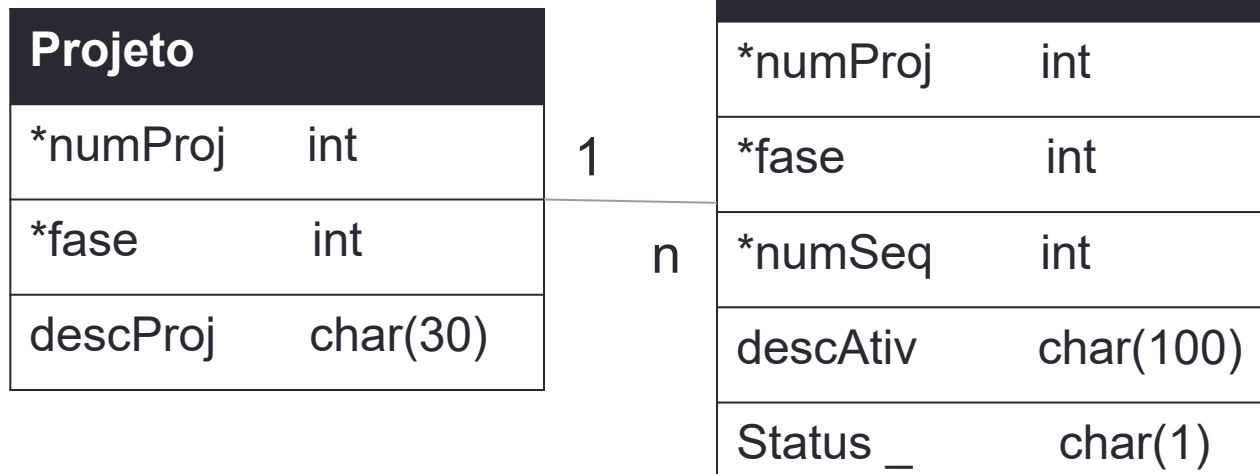 Projeto
*numProj int
*fase int
descProj char(30)
1
n
*numProj int
*fase int
*numSeq int
descAtiv char(100)
Status _ char(1)